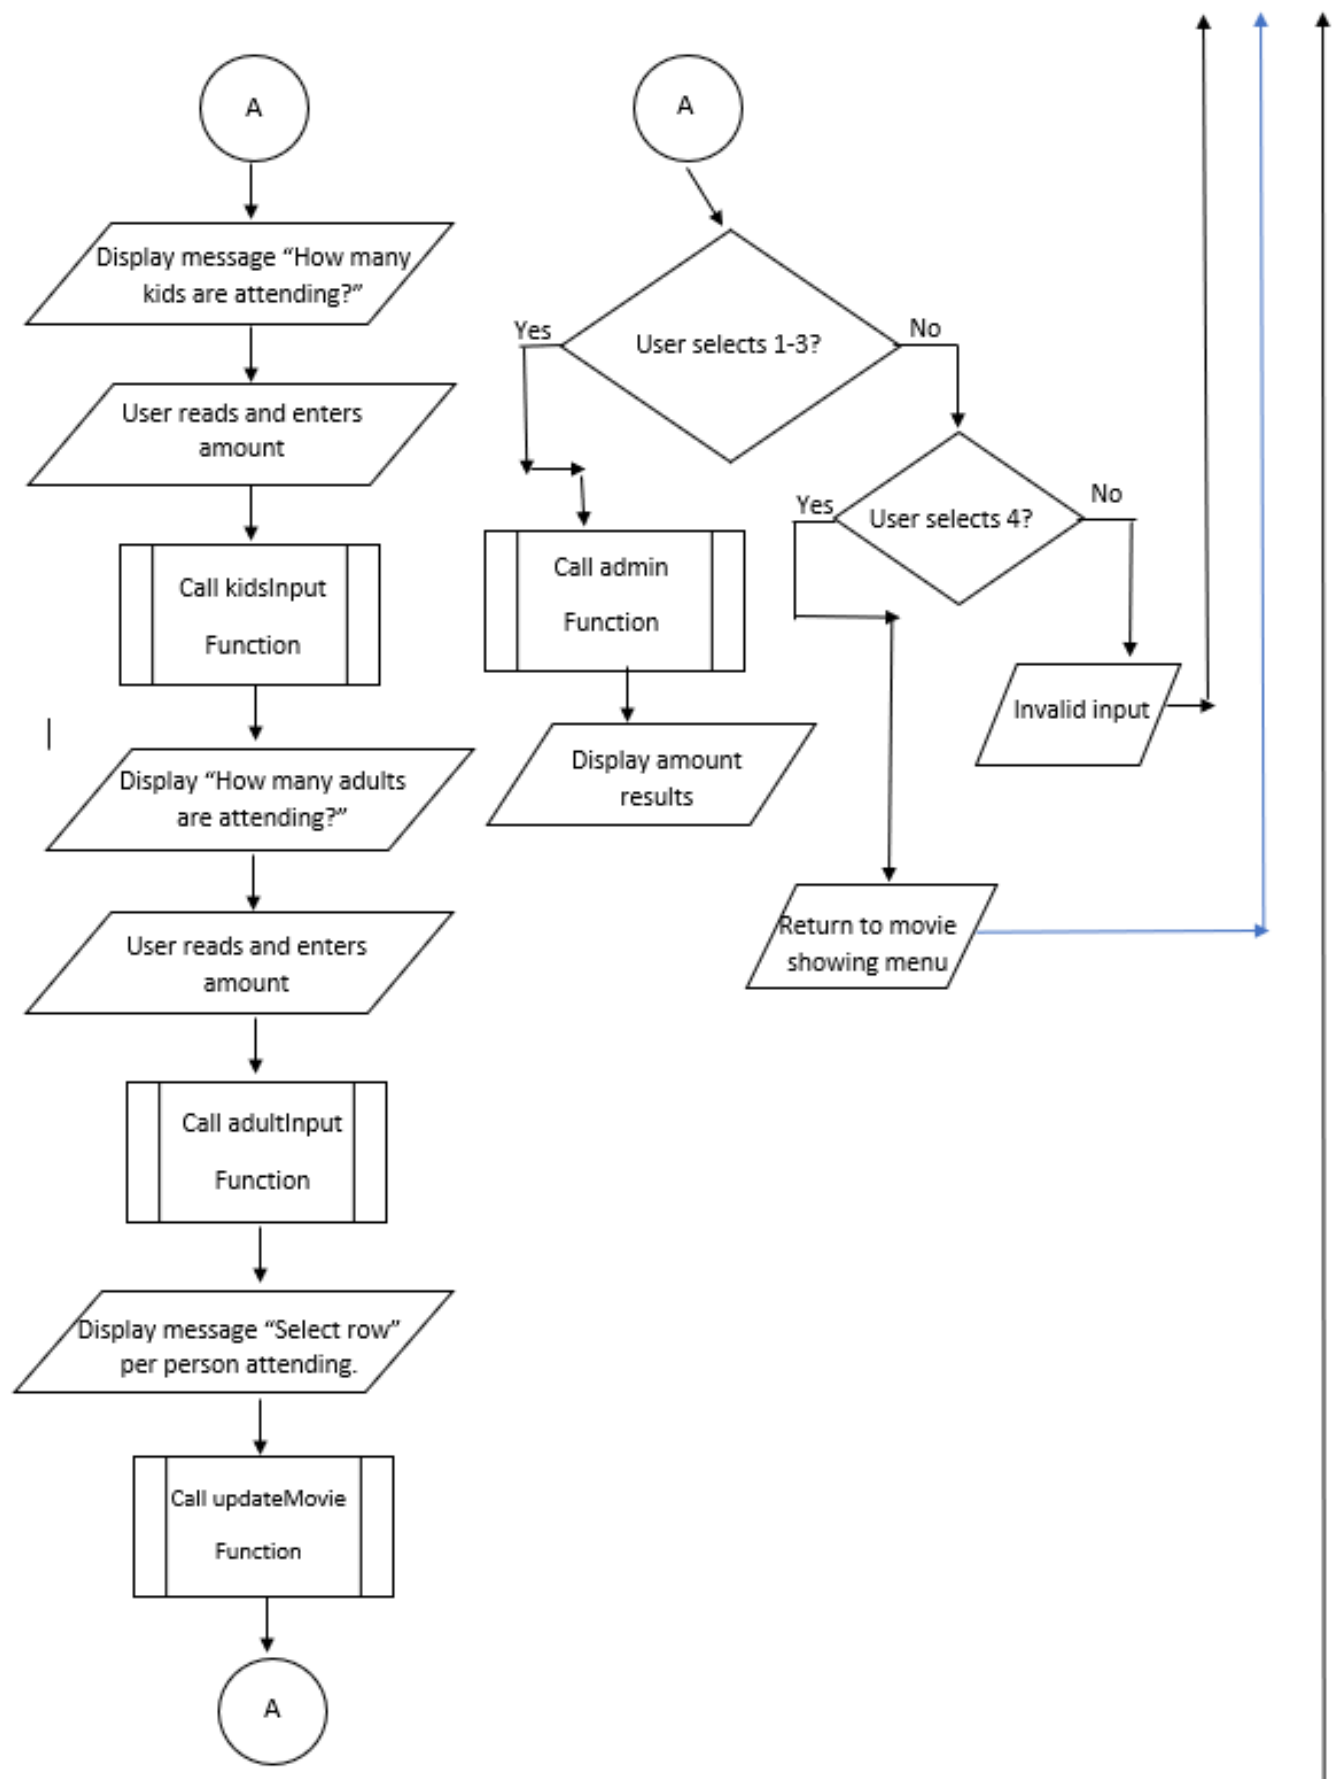 A
Display message “How many
kids are attending?”
User reads and enters
amount
Call kidsInput
Function
Display “How many adults
are attending?”
User reads and enters
amount
Call adultInput
Function
Display message “Select row”
per person attending.
Call updateMovie
Function
A
A
User selects 1-3?
Yes
No
Call admin
Function
Display amount
results
User selects 4?
Yes
No
Invalid input
Return to movie
showing menu